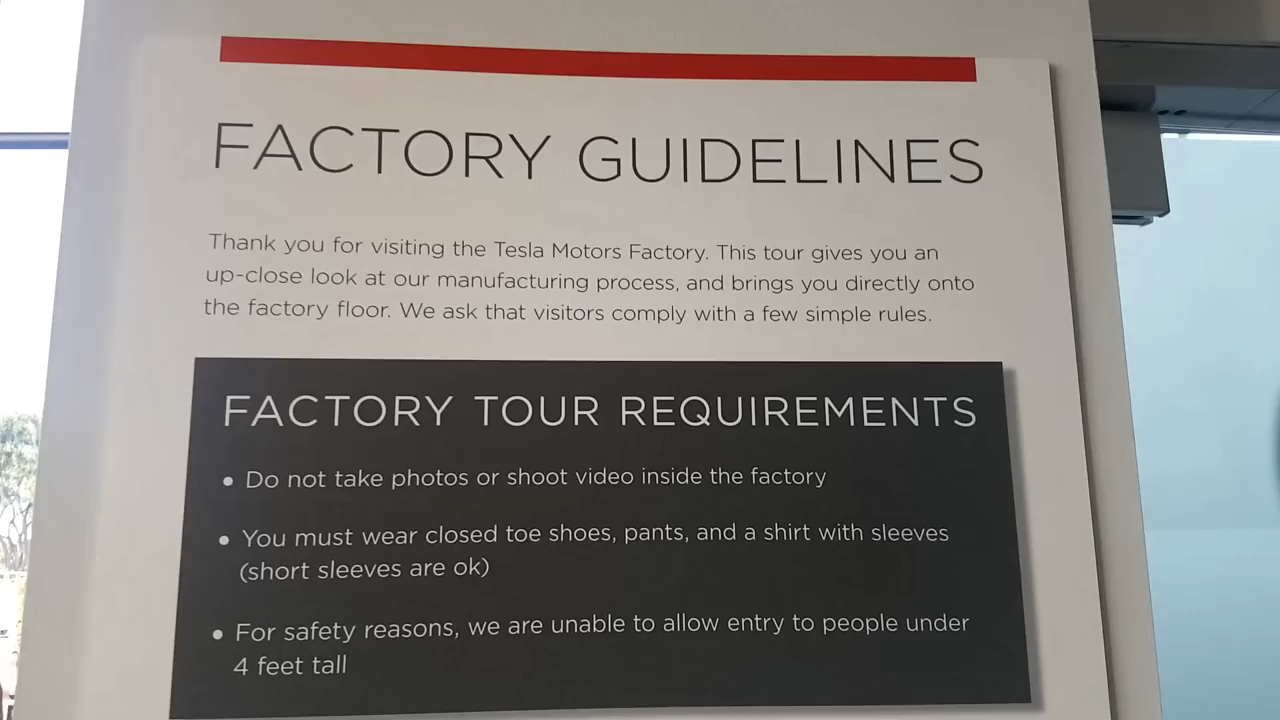 FACTORY GUIDELINES
Thank you for visiting the Tesla Motors Factory. This tour gives you an
up-close look at our manufacturing process, and brings you directly onto
the factory floor. We ask that visitors comply with a few simple rules.
FACTORY TOUR REQUIREMENTS
• Do not take photos or shoot video inside the factory
• You must wear closed toe shoes, pants, and a shirt with sleeves
(short sleeves are ok)
• For safety reasons, we are unable to allow entry to people under
4 feet tall